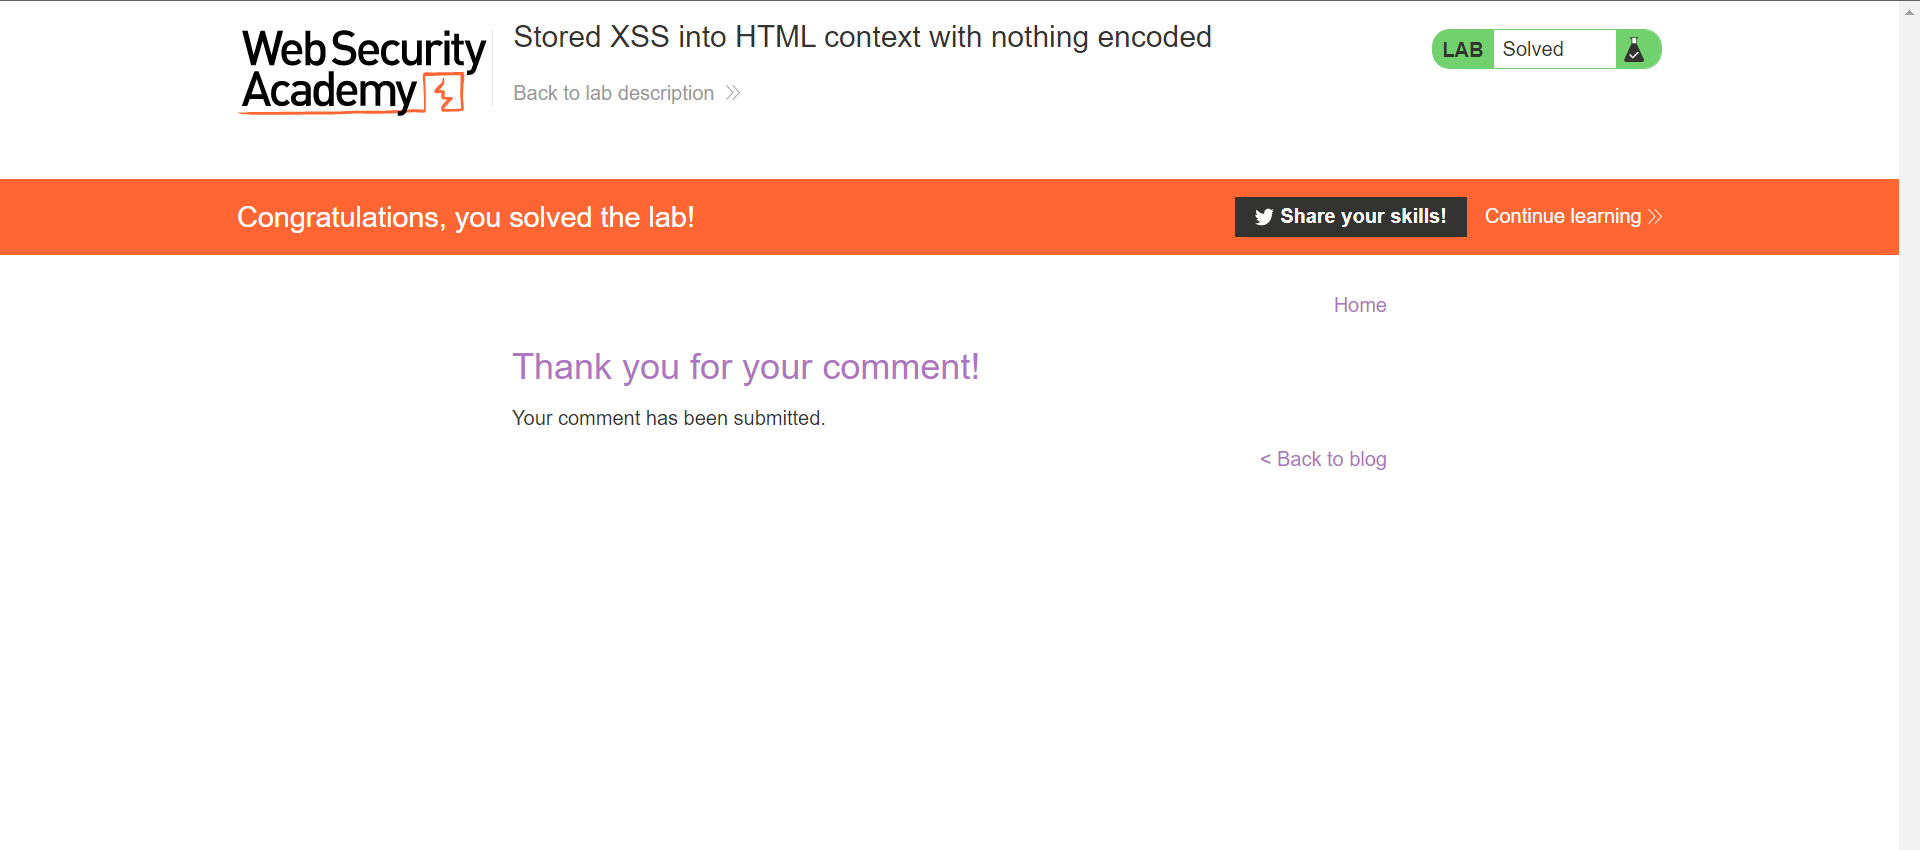 Web Security
Academy
Stored XSS into HTML context with nothing encoded
Back to lab description
LAB Solved
Congratulations, you solved the lab!
Share your skills!
Continue learning
Home
Thank you for your comment!
Your comment has been submitted.
< Back to blog